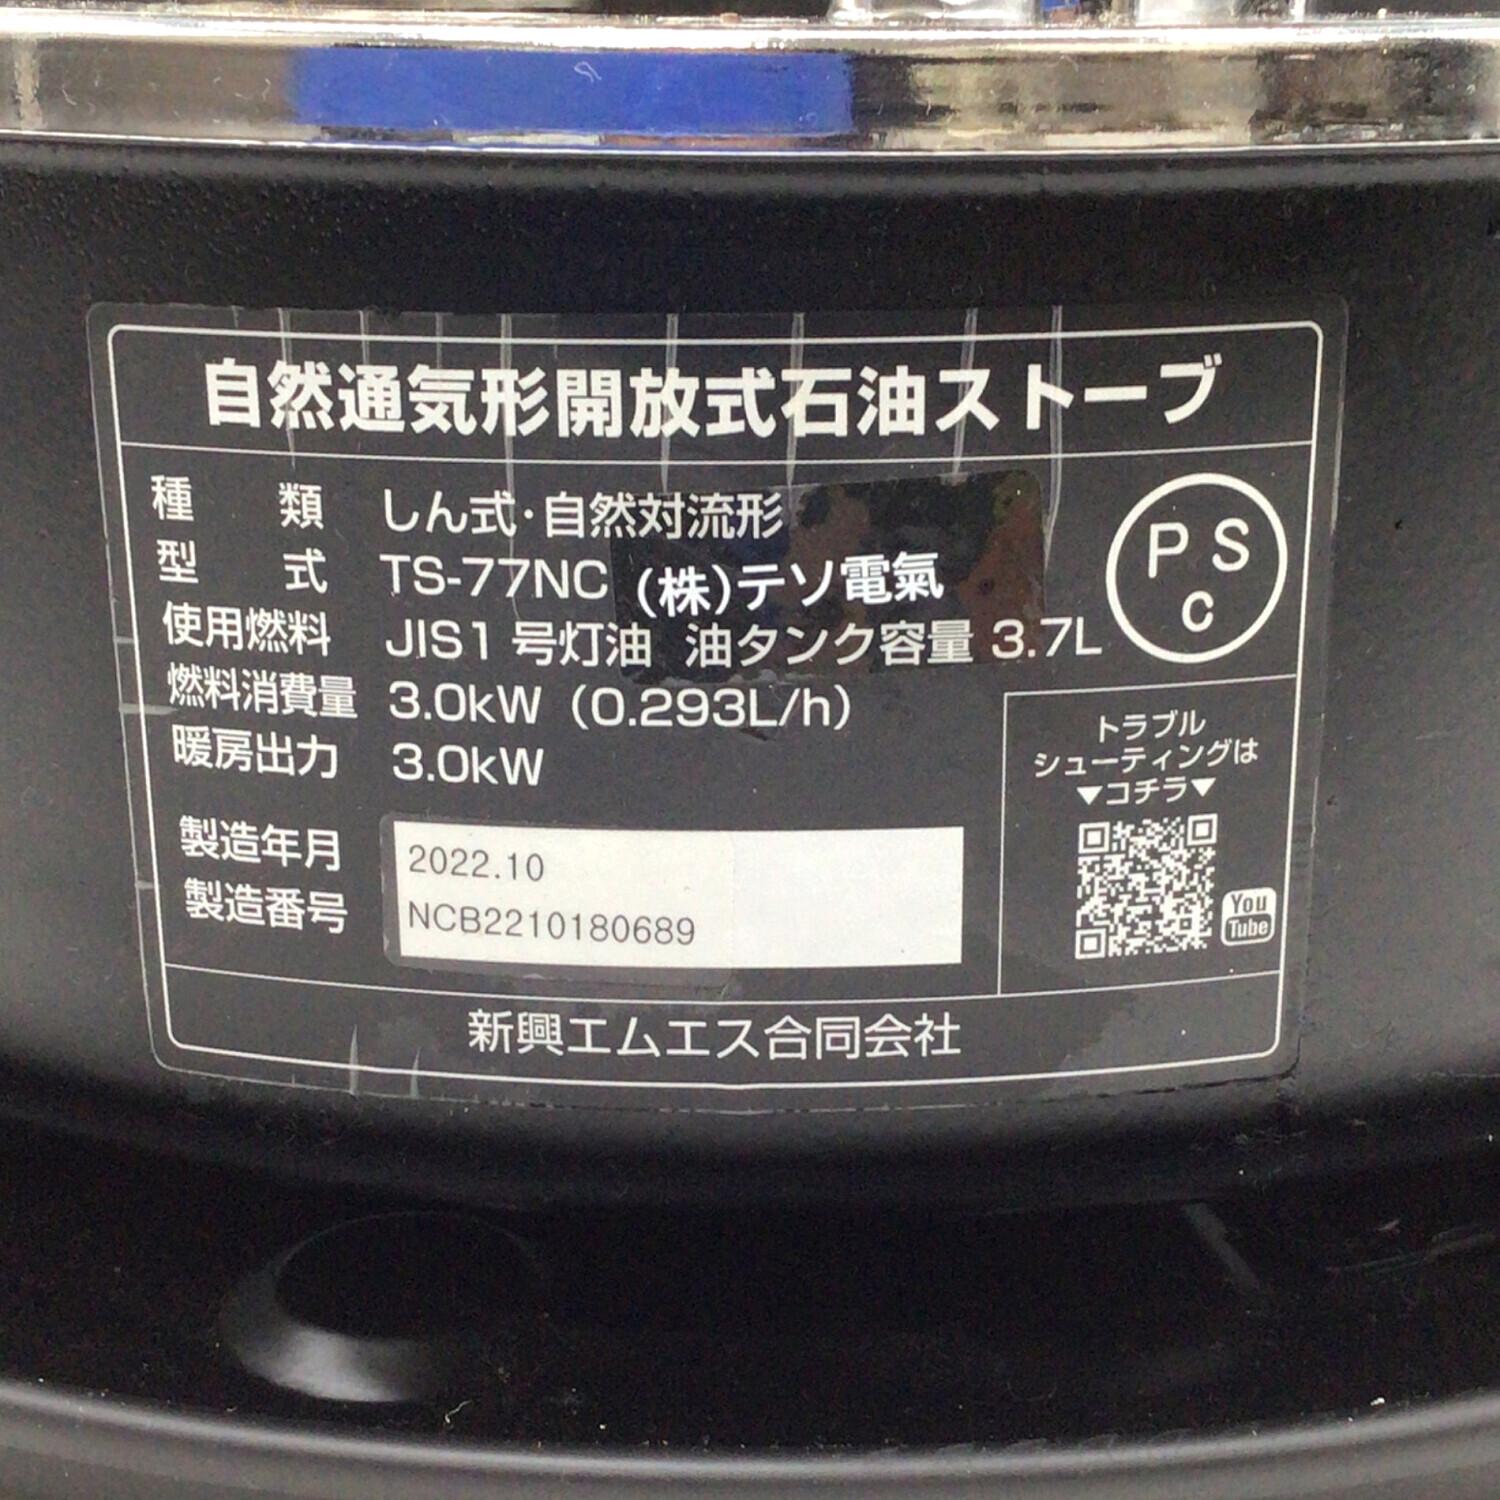 自然通気形開放式石油ストーブ
種類 しん式・自然対流形
型式 TS-77NC (株)テソ電氣
使用燃料 JIS1号灯油 油タンク容量 3.7L
燃料消費量 3.0kW (0.293L/h)
暖房出力 3.0kW
PS
C
トラブル
シューティングは
▼コチラ▼
製造年月 2022.10
製造番号 NCB2210180689
You
Tube
新興エムエス合同会社